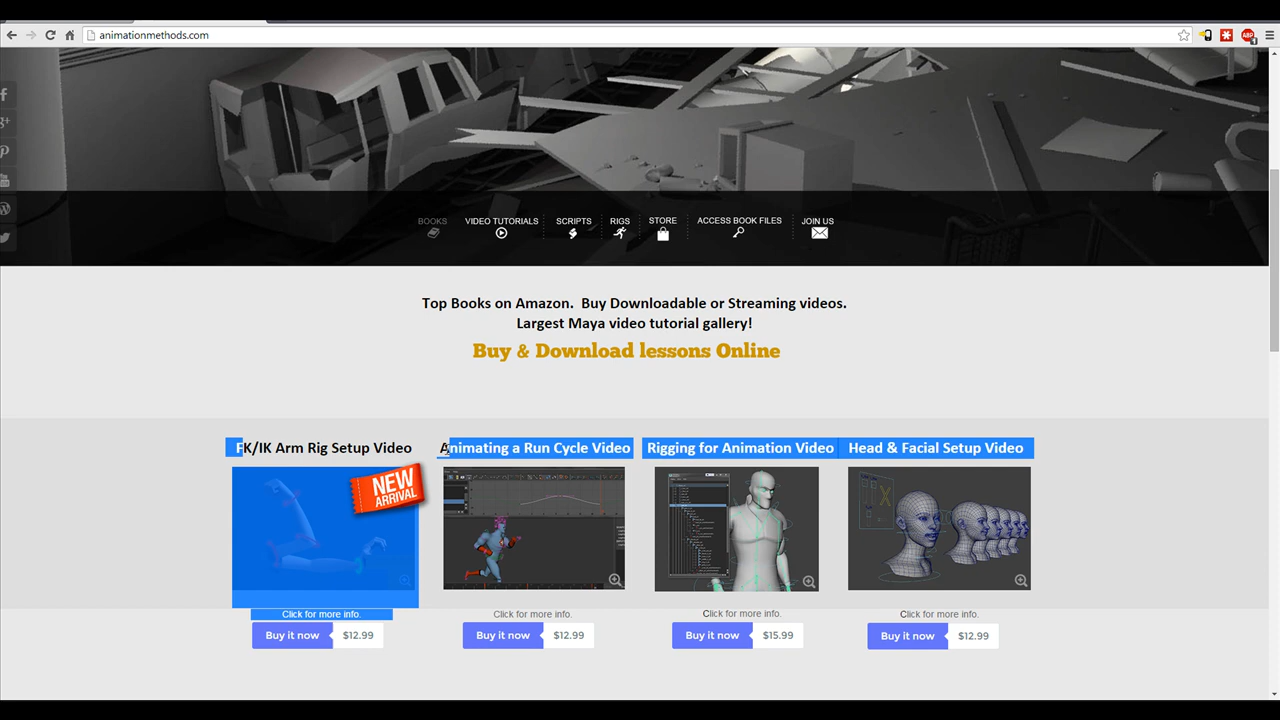 animationmethods.com
ABP
BOOKS
VIDEO TUTORIALS
SCRIPTS
RIGS
STORE
ACCESS BOOK FILES
JOIN US
Top Books on Amazon. Buy Downloadable or Streaming videos.
Largest Maya video tutorial gallery!
Buy & Download lessons Online
FK/IK Arm Rig Setup Video
Animating a Run Cycle Video
Rigging for Animation Video
Head & Facial Setup Video
NEW
ARRIVAL
Click for more info.
Click for more info.
Click for more info.
Click for more info.
Buy it now $12.99
Buy it now $12.99
Buy it now $15.99
Buy it now $12.99